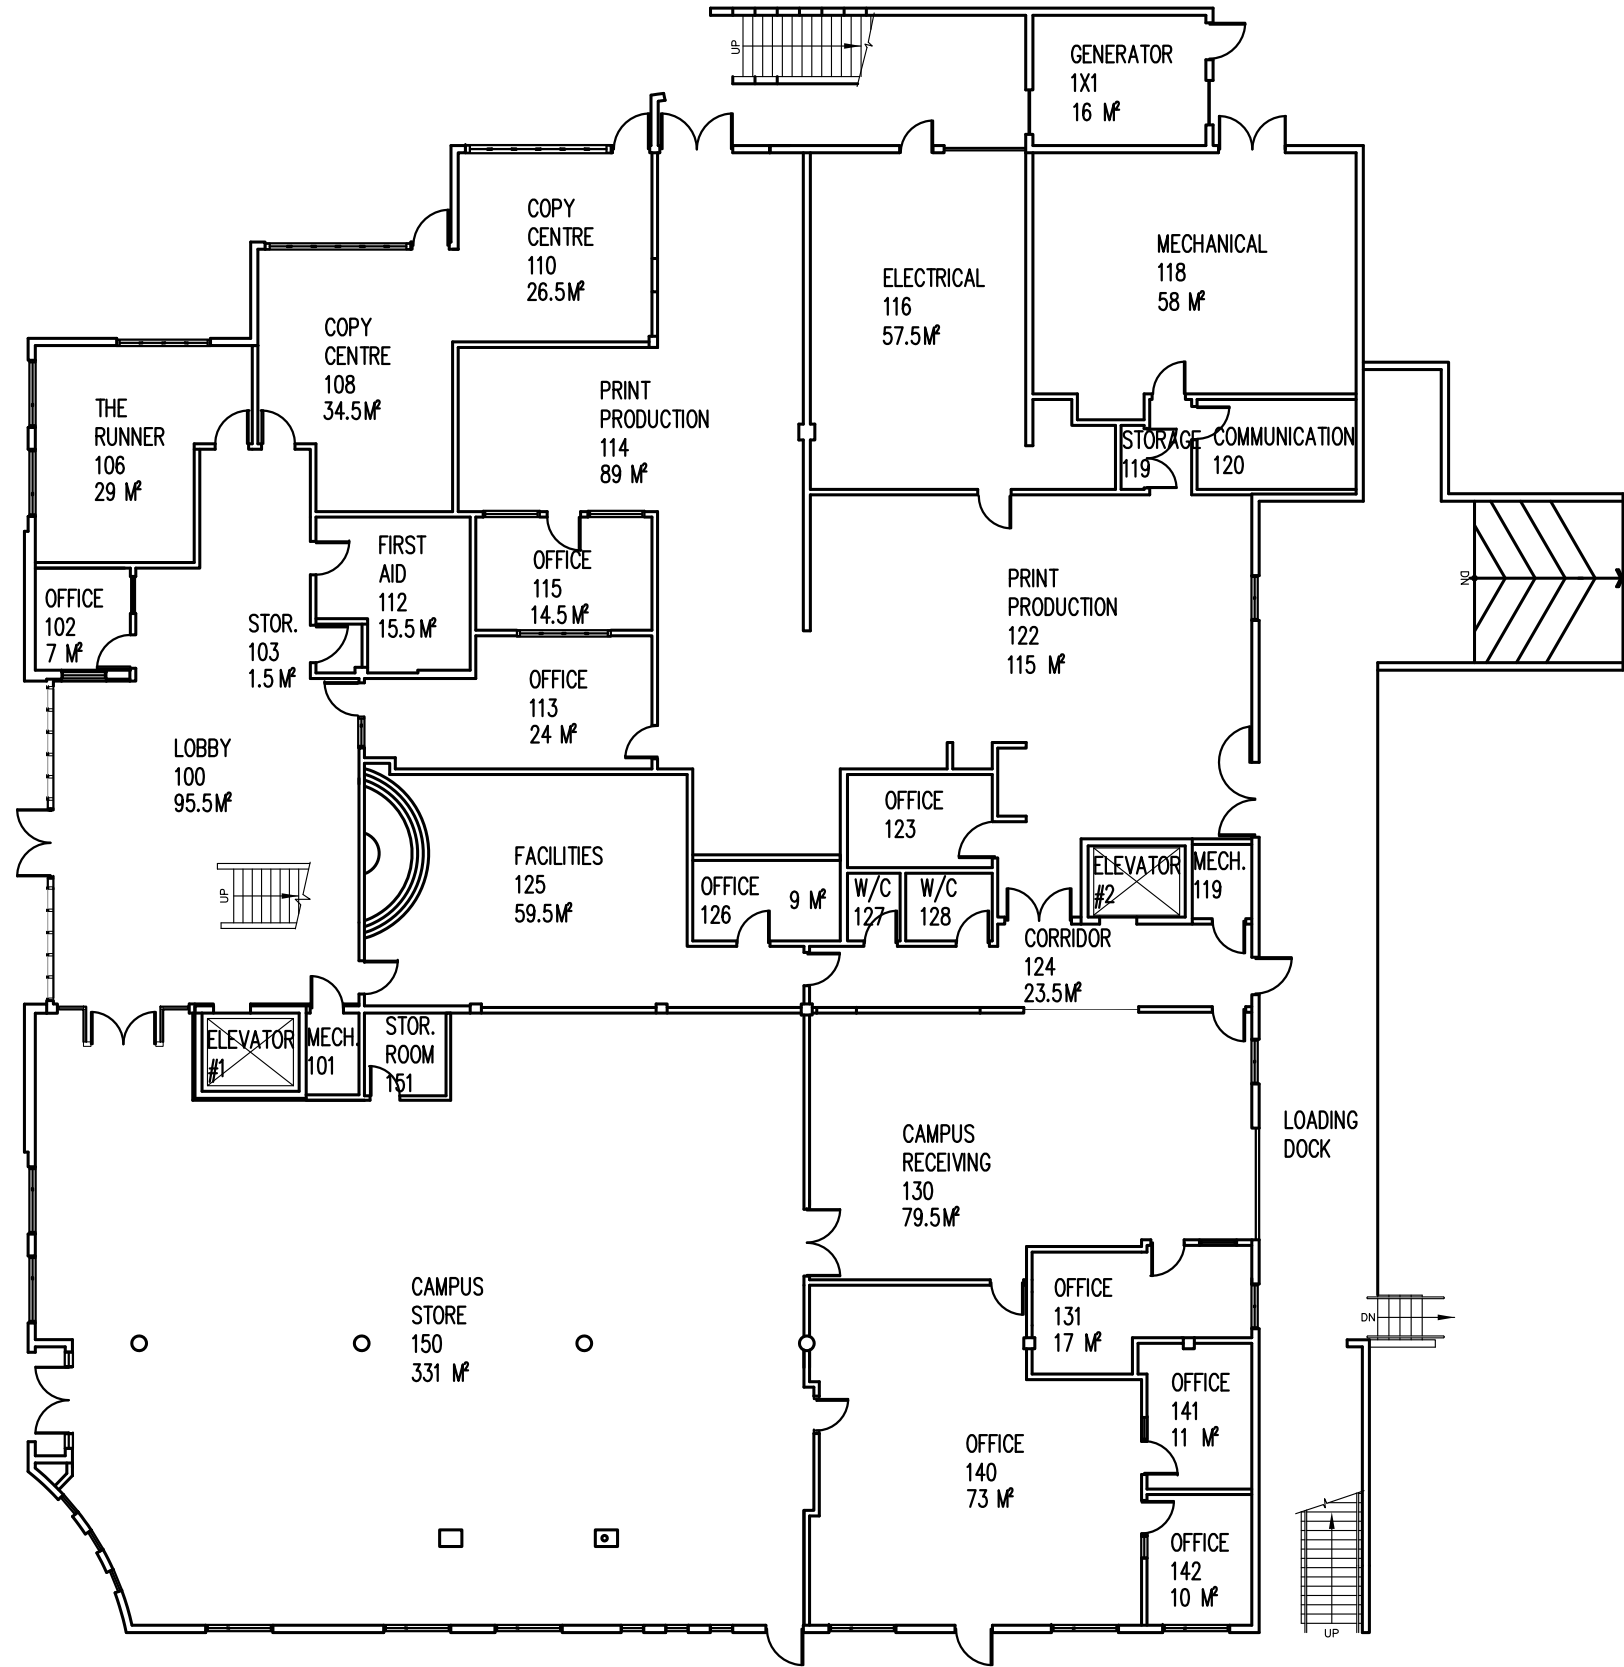 UP
GENERATOR
1X1
16 M²
COPY
CENTRE
110
26.5M²
MECHANICAL
118
58 M²
ELECTRICAL
116
57.5M²
COPY
CENTRE
108
34.5M²
PRINT
PRODUCTION
114
89 M²
THE
RUNNER
106
29 M²
STORAGE
119
COMMUNICATION
120
FIRST
AID
112
15.5M²
OFFICE
115
14.5M²
OFFICE
102
7 M²
STOR.
103
1.5M²
PRINT
PRODUCTION
122
115 M²
DN
OFFICE
113
24 M²
LOBBY
100
95.5M²
OFFICE
123
FACILITIES
125
59.5M²
UP
OFFICE
126
9 M²
W/C
127
W/C
128
ELEVATOR
#2
MECH.
119
CORRIDOR
124
23.5M²
ELEVATOR
#1
MECH.
101
STOR.
ROOM
151
CAMPUS
RECEIVING
130
79.5M²
LOADING
DOCK
CAMPUS
STORE
150
331 M²
OFFICE
131
17 M²
DN
OFFICE
141
11 M²
OFFICE
140
73 M²
OFFICE
142
10 M²
UP